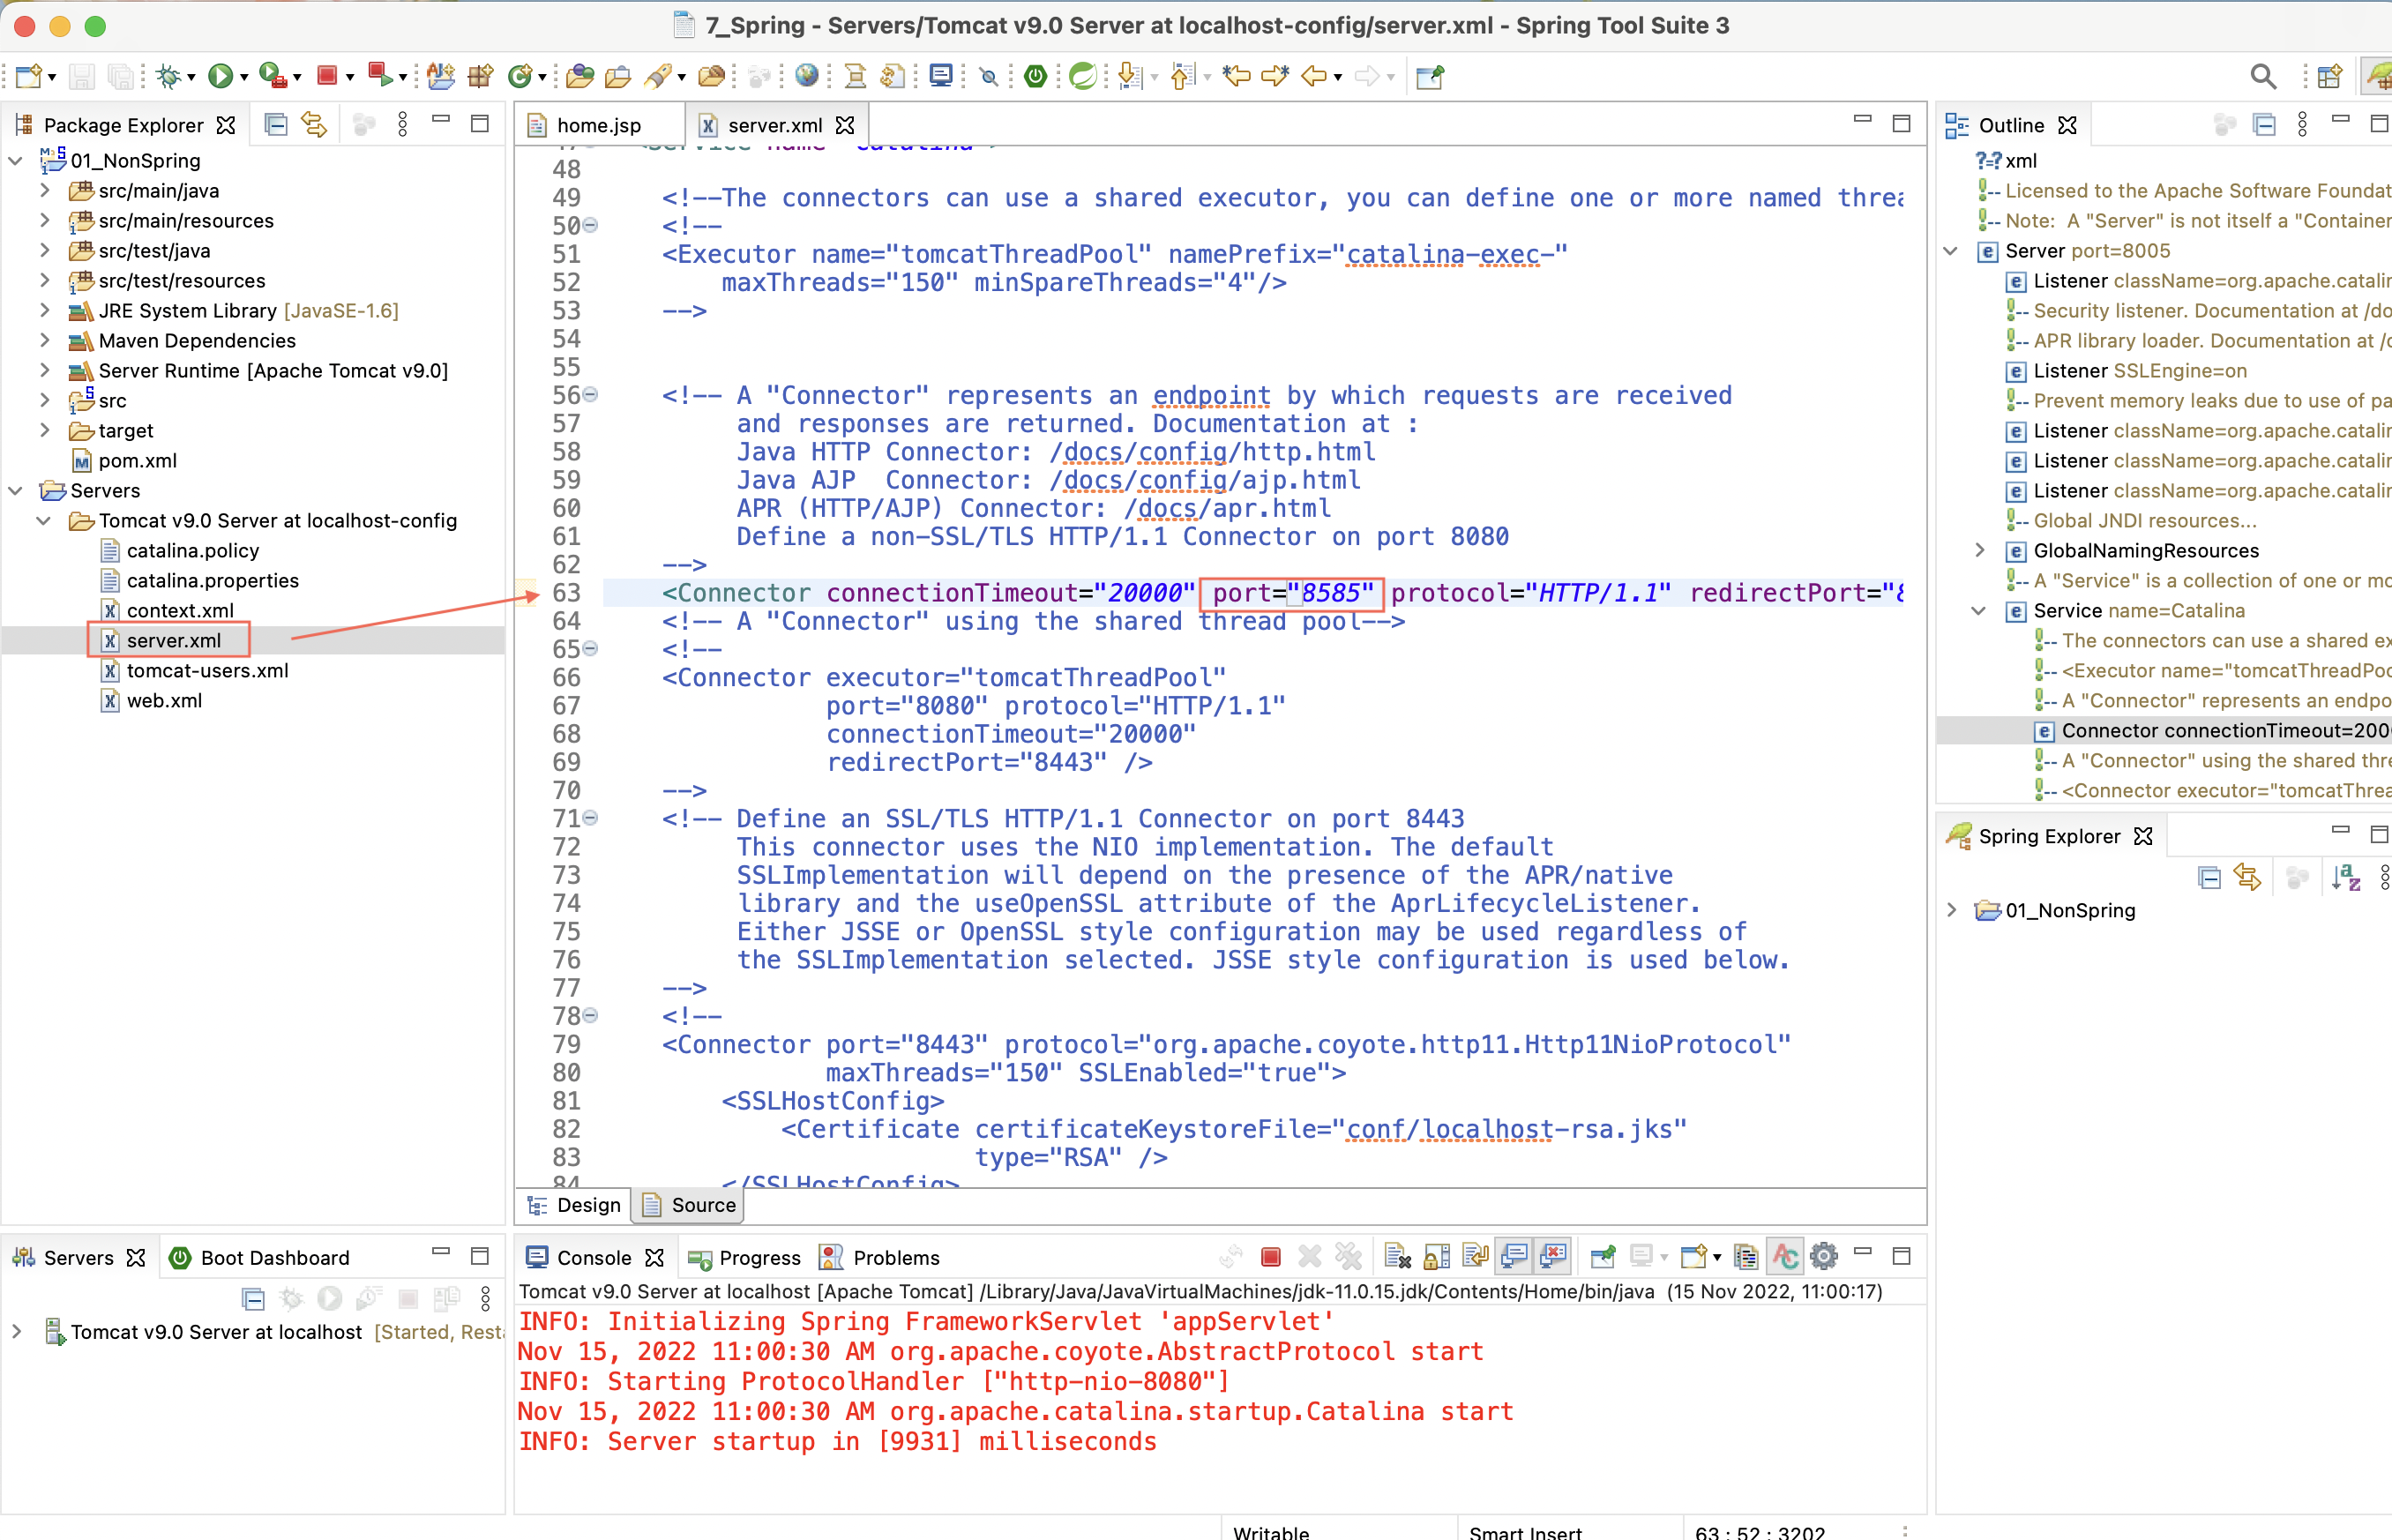 7_Spring - Servers/Tomcat v9.0 Server at localhost-config/server.xml - Spring Tool Suite 3
Package Explorer
01_NonSpring
src/main/java
src/main/resources
src/test/java
src/test/resources
JRE System Library [JavaSE-1.6]
Maven Dependencies
Server Runtime [Apache Tomcat v9.0]
src
target
pom.xml
Servers
Tomcat v9.0 Server at localhost-config
catalina.policy
catalina.properties
context.xml
server.xml
tomcat-users.xml
web.xml
home.jsp
server.xml
48
49 <!--The connectors can use a shared executor, you can define one or more named threa
50 <!--
51 <Executor name="tomcatThreadPool" namePrefix="catalina-exec-"
52 maxThreads="150" minSpareThreads="4"/>
53 -->
54
55
56 <!-- A "Connector" represents an endpoint by which requests are received
57 and responses are returned. Documentation at :
58 Java HTTP Connector: /docs/config/http.html
59 Java AJP  Connector: /docs/config/ajp.html
60 APR (HTTP/AJP) Connector: /docs/apr.html
61 Define a non-SSL/TLS HTTP/1.1 Connector on port 8080
62 -->
63 <Connector connectionTimeout="20000" port="8585" protocol="HTTP/1.1" redirectPort="8
64 <!-- A "Connector" using the shared thread pool-->
65 <!--
66 <Connector executor="tomcatThreadPool"
67 port="8080" protocol="HTTP/1.1"
68 connectionTimeout="20000"
69 redirectPort="8443" />
70 -->
71 <!-- Define an SSL/TLS HTTP/1.1 Connector on port 8443
72 This connector uses the NIO implementation. The default
73 SSLImplementation will depend on the presence of the APR/native
74 library and the useOpenSSL attribute of the AprLifecycleListener.
75 Either JSSE or OpenSSL style configuration may be used regardless of
76 the SSLImplementation selected. JSSE style configuration is used below.
77 -->
78 <!--
79 <Connector port="8443" protocol="org.apache.coyote.http11.Http11NioProtocol"
80 maxThreads="150" SSLEnabled="true">
81 <SSLHostConfig>
82 <Certificate certificateKeystoreFile="conf/localhost-rsa.jks"
83 type="RSA" />
84 </SSLHostConfig>
Design
Source
Outline
?=? xml
Licensed to the Apache Software Foundat
Note:  A "Server" is not itself a "Container
Server port=8005
Listener className=org.apache.catalin
Security listener. Documentation at /do
APR library loader. Documentation at /d
Listener SSLEngine=on
Prevent memory leaks due to use of pa
Listener className=org.apache.catalin
Listener className=org.apache.catalin
Listener className=org.apache.catalin
Global JNDI resources...
GlobalNamingResources
A "Service" is a collection of one or mo
Service name=Catalina
The connectors can use a shared ex
<Executor name="tomcatThreadPoo
A "Connector" represents an endpo
Connector connectionTimeout=200
A "Connector" using the shared thre
<Connector executor="tomcatThrea
Spring Explorer
01_NonSpring
Servers
Boot Dashboard
Tomcat v9.0 Server at localhost [Started, Resta
Console
Progress
Problems
Tomcat v9.0 Server at localhost [Apache Tomcat] /Library/Java/JavaVirtualMachines/jdk-11.0.15.jdk/Contents/Home/bin/java (15 Nov 2022, 11:00:17)
INFO: Initializing Spring FrameworkServlet 'appServlet'
Nov 15, 2022 11:00:30 AM org.apache.coyote.AbstractProtocol start
INFO: Starting ProtocolHandler ["http-nio-8080"]
Nov 15, 2022 11:00:30 AM org.apache.catalina.startup.Catalina start
INFO: Server startup in [9931] milliseconds
Writable
Smart Insert
63 : 52 : 3202